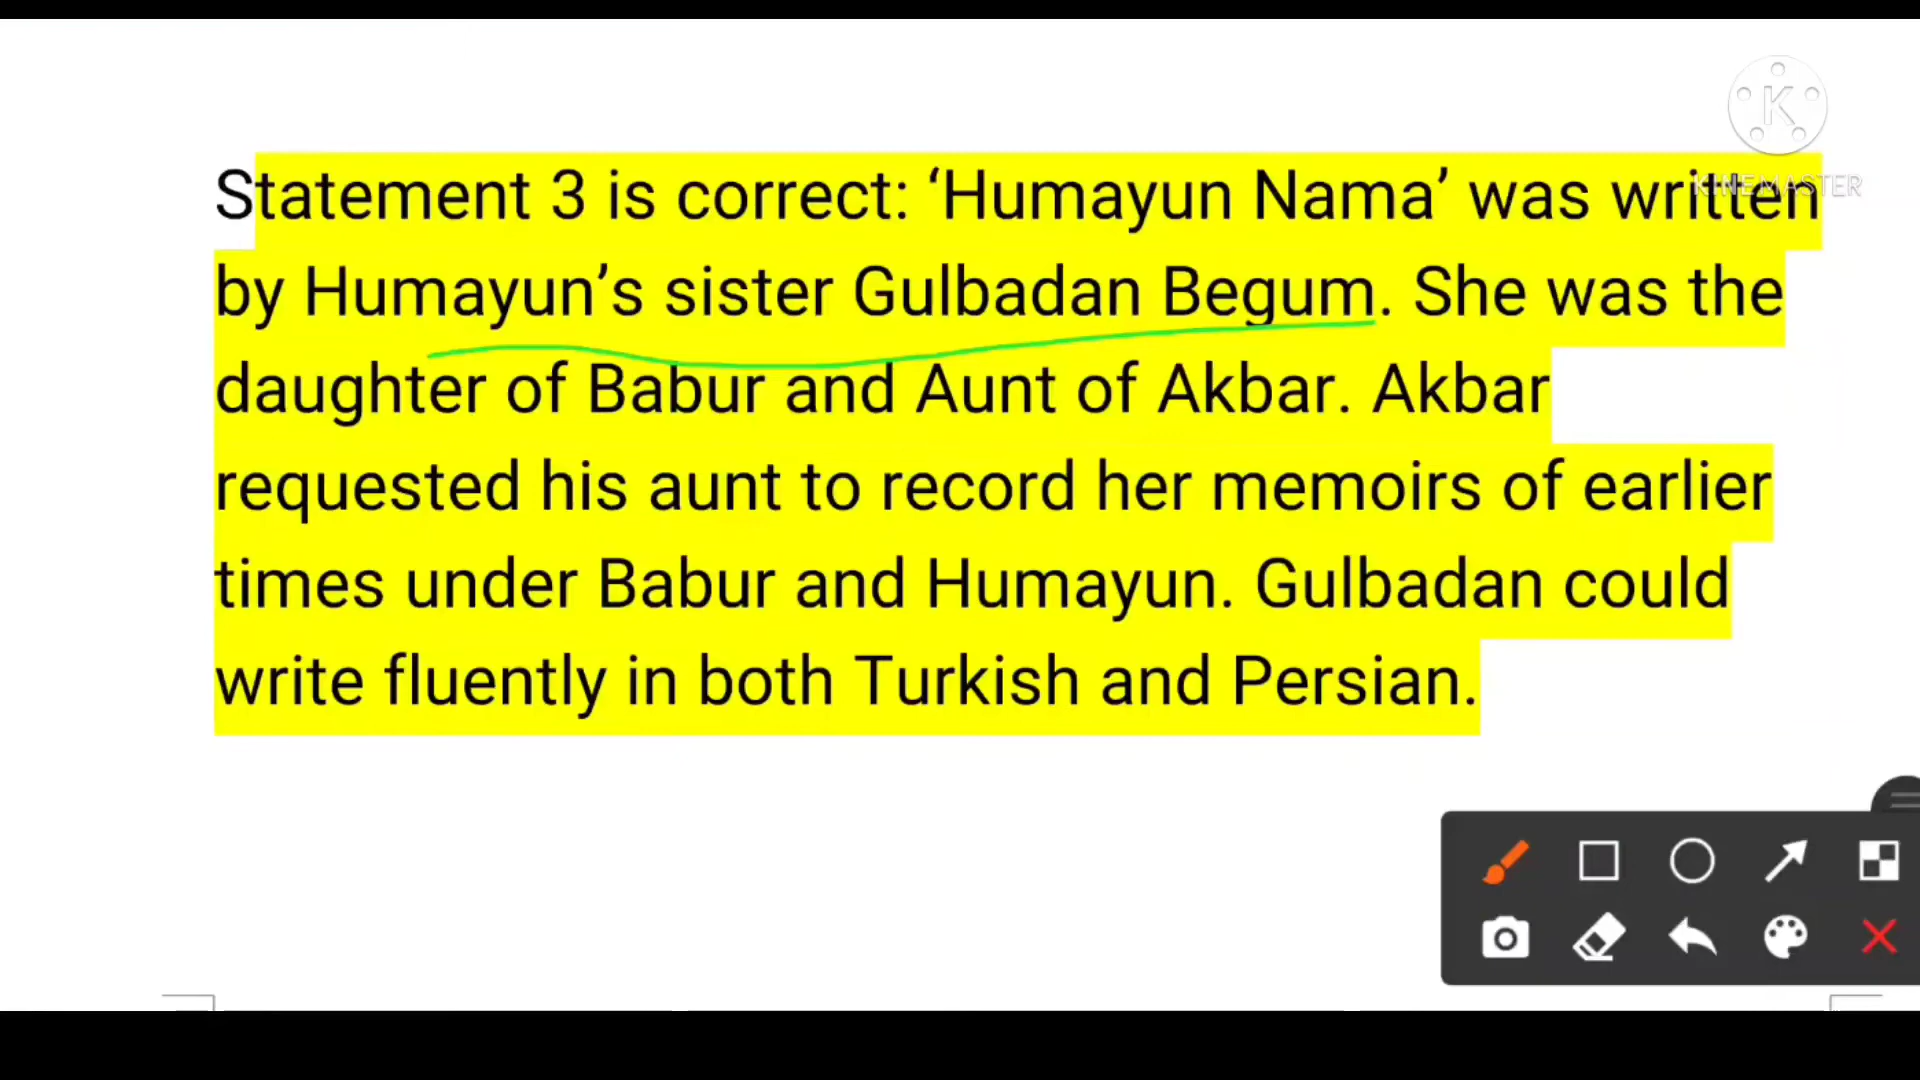 K
KINEMASTER
Statement 3 is correct: ‘Humayun Nama’ was written
by Humayun’s sister Gulbadan Begum. She was the
daughter of Babur and Aunt of Akbar. Akbar
requested his aunt to record her memoirs of earlier
times under Babur and Humayun. Gulbadan could
write fluently in both Turkish and Persian.